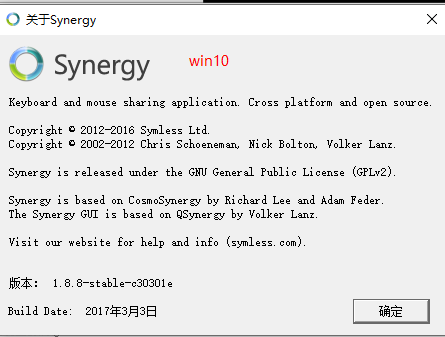 关于Synergy
Synergy
win10
Keyboard and mouse sharing application. Cross platform and open source.
Copyright © 2012-2016 Symless Ltd.
Copyright © 2002-2012 Chris Schoeneman, Nick Bolton, Volker Lanz.
Synergy is released under the GNU General Public License (GPLv2).
Synergy is based on CosmoSynergy by Richard Lee and Adam Feder.
The Synergy GUI is based on QSynergy by Volker Lanz.
Visit our website for help and info (symless.com).
版本： 1.8.8-stable-c30301e
Build Date: 2017年3月3日
确定